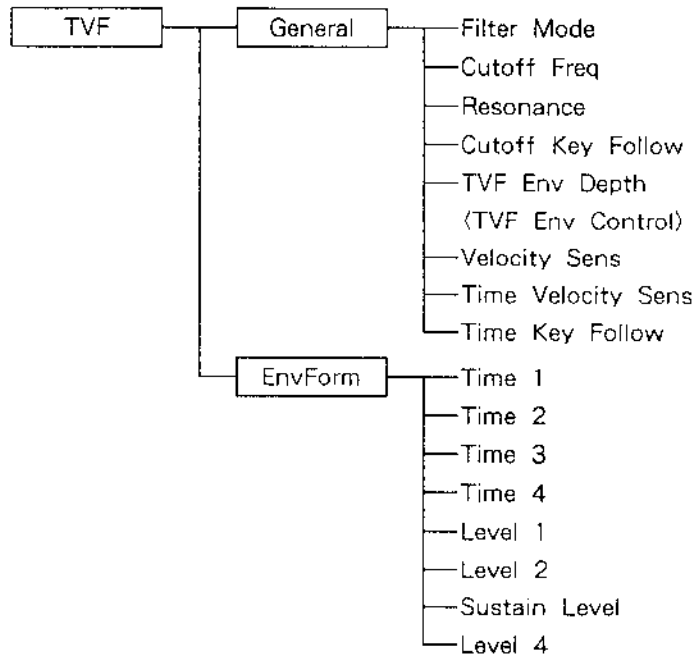 TVF
General
Filter Mode
Cutoff Freq
Resonance
Cutoff Key Follow
TVF Env Depth
〈TVF Env Control〉
Velocity Sens
Time Velocity Sens
Time Key Follow
EnvForm
Time 1
Time 2
Time 3
Time 4
Level 1
Level 2
Sustain Level
Level 4